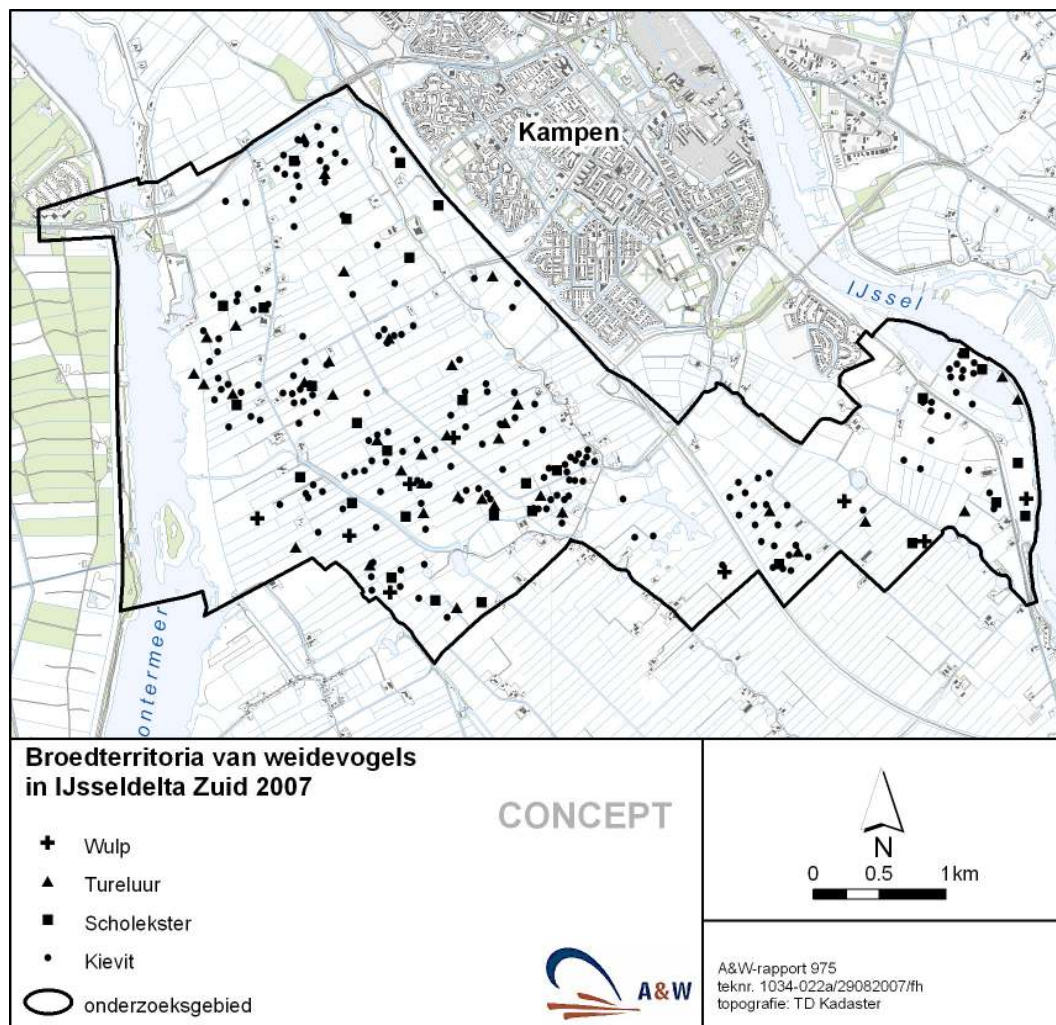 Kampen
IJssel
ontermeer
Broedterritoria van weidevogels
in IJsseldelta Zuid 2007
CONCEPT
Wulp
Tureluur
Scholekster
Kievit
onderzoeksgebied
A&W
N
0 0.5 1km
A&W-rapport 975
teknr. 1034-022a/29082007/fh
topografie: TD Kadaster